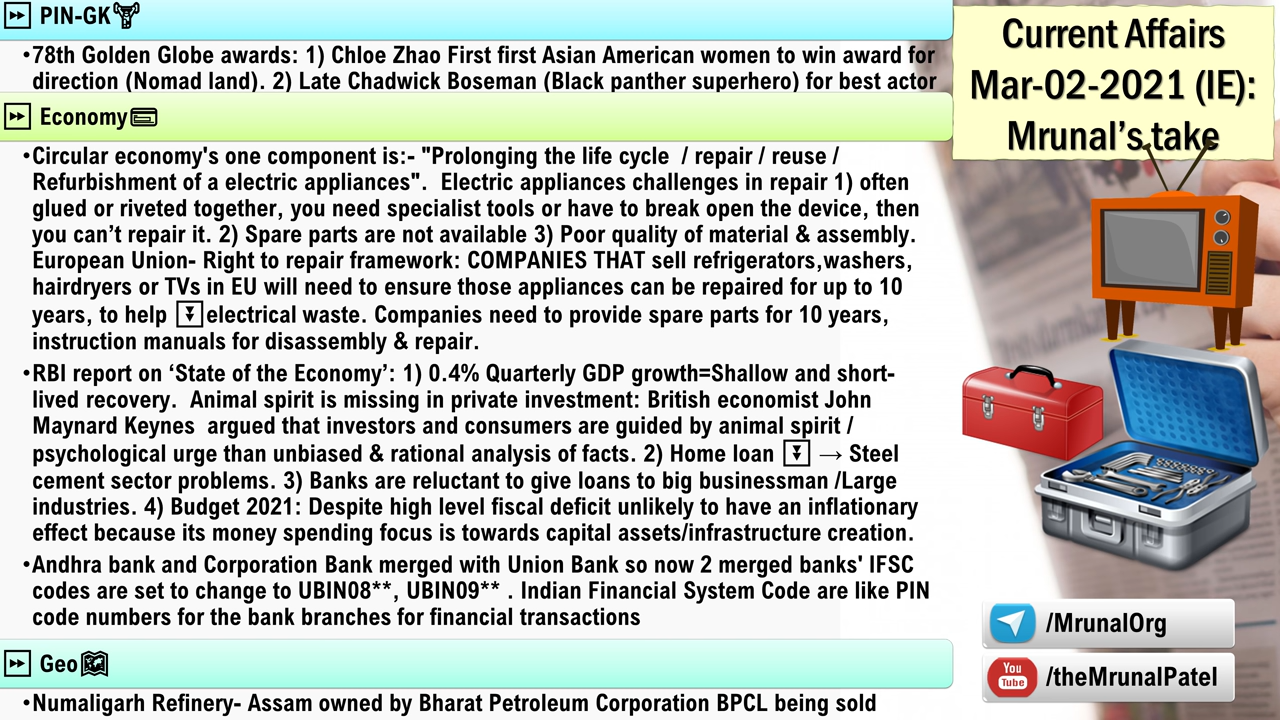 PIN-GK
•78th Golden Globe awards: 1) Chloe Zhao First first Asian American women to win award for
direction (Nomad land). 2) Late Chadwick Boseman (Black panther superhero) for best actor
Economy
•Circular economy's one component is:- "Prolonging the life cycle / repair / reuse /
Refurbishment of a electric appliances". Electric appliances challenges in repair 1) often
glued or riveted together, you need specialist tools or have to break open the device, then
you can’t repair it. 2) Spare parts are not available 3) Poor quality of material & assembly.
European Union- Right to repair framework: COMPANIES THAT sell refrigerators,washers,
hairdryers or TVs in EU will need to ensure those appliances can be repaired for up to 10
years, to help ⏬electrical waste. Companies need to provide spare parts for 10 years,
instruction manuals for disassembly & repair.
•RBI report on ‘State of the Economy’: 1) 0.4% Quarterly GDP growth=Shallow and short-
lived recovery. Animal spirit is missing in private investment: British economist John
Maynard Keynes argued that investors and consumers are guided by animal spirit /
psychological urge than unbiased & rational analysis of facts. 2) Home loan ⏬ → Steel
cement sector problems. 3) Banks are reluctant to give loans to big businessman /Large
industries. 4) Budget 2021: Despite high level fiscal deficit unlikely to have an inflationary
effect because its money spending focus is towards capital assets/infrastructure creation.
•Andhra bank and Corporation Bank merged with Union Bank so now 2 merged banks' IFSC
codes are set to change to UBIN08**, UBIN09** . Indian Financial System Code are like PIN
code numbers for the bank branches for financial transactions
Geo
•Numaligarh Refinery- Assam owned by Bharat Petroleum Corporation BPCL being sold
Current Affairs
Mar-02-2021 (IE):
Mrunal’s take
/MrunalOrg
You
Tube
/theMrunalPatel